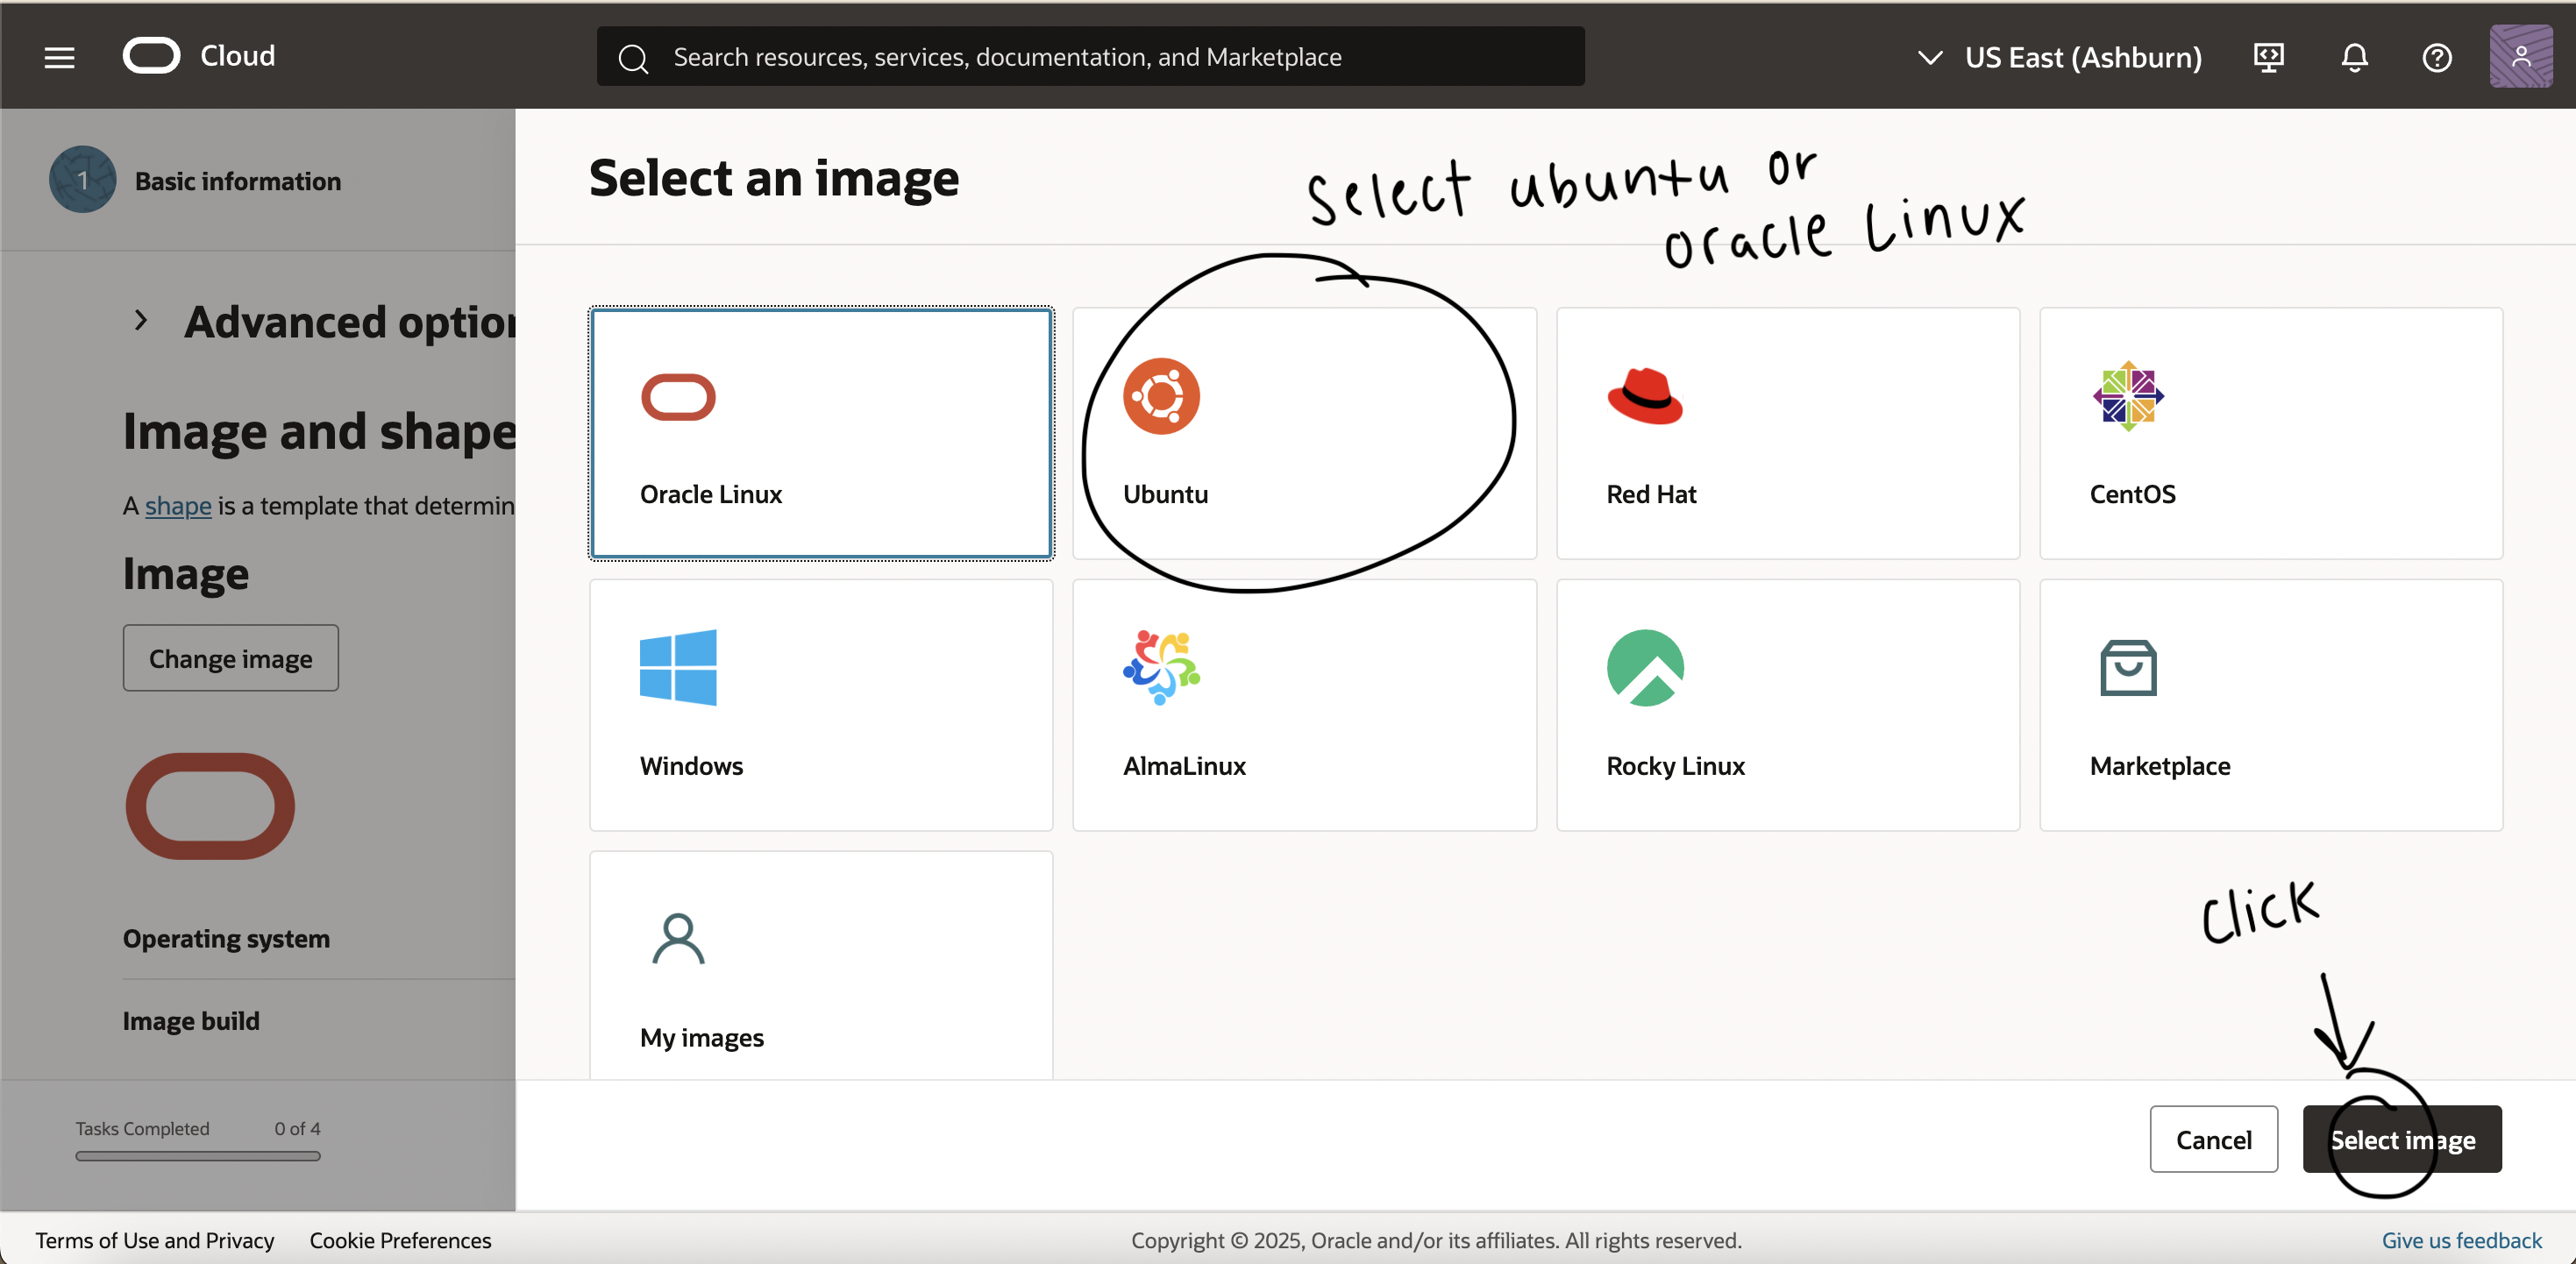 Cloud
Search resources, services, documentation, and Marketplace
US East (Ashburn)
1
Basic information
Advanced option
Image and shape
A shape is a template that determin
Image
Change image
Operating system
Image build
Tasks Completed
0 of 4
Select an image
Select ubuntu or
oracle Linux
Oracle Linux
Ubuntu
Red Hat
CentOS
Windows
AlmaLinux
Rocky Linux
Marketplace
My images
Click
Cancel
Select image
Terms of Use and Privacy
Cookie Preferences
Copyright © 2025, Oracle and/or its affiliates. All rights reserved.
Give us feedback